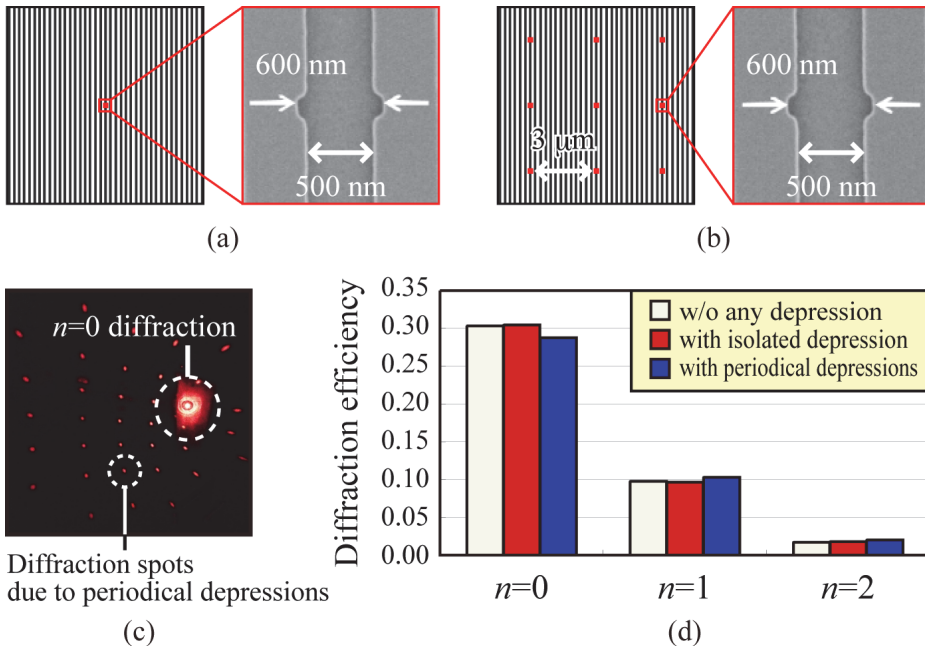 (a)
600 nm
500 nm
(b)
3 μm
600 nm
500 nm
n=0 diffraction
Diffraction spots
due to periodical depressions
(c)
Diffraction efficiency
0.35
0.30
0.25
0.20
0.15
0.10
0.05
0.00
w/o any depression
with isolated depression
with periodical depressions
n=0
n=1
n=2
(d)